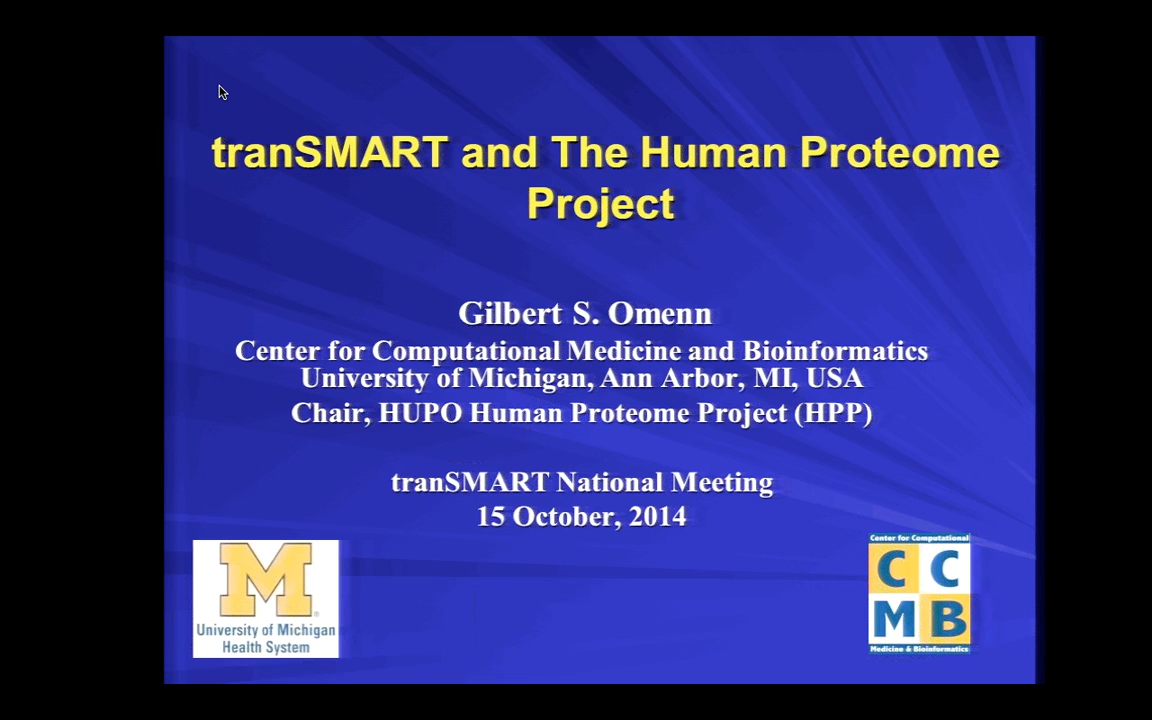 tranSMART and The Human Proteome
Project
Gilbert S. Omenn
Center for Computational Medicine and Bioinformatics
University of Michigan, Ann Arbor, MI, USA
Chair, HUPO Human Proteome Project (HPP)
tranSMART National Meeting
15 October, 2014
M
University of Michigan
Health System
Center for Computational
C C
M B
Medicine & Bioinformatics